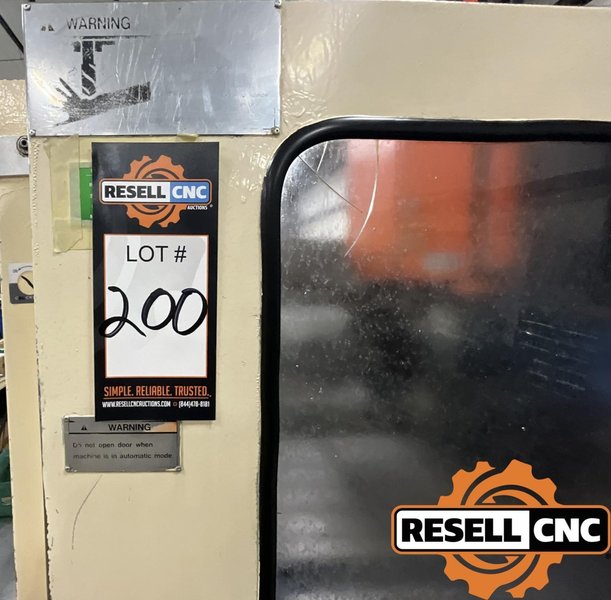 ⚠ WARNING
RESELL CNC
AUCTIONS
LOT #
200
SIMPLE. RELIABLE. TRUSTED.
WWW.RESELLCNCAUCTIONS.COM (844)478-8181
⚠ WARNING
Do not open door when
machine is in automatic mode.
RESELL CNC